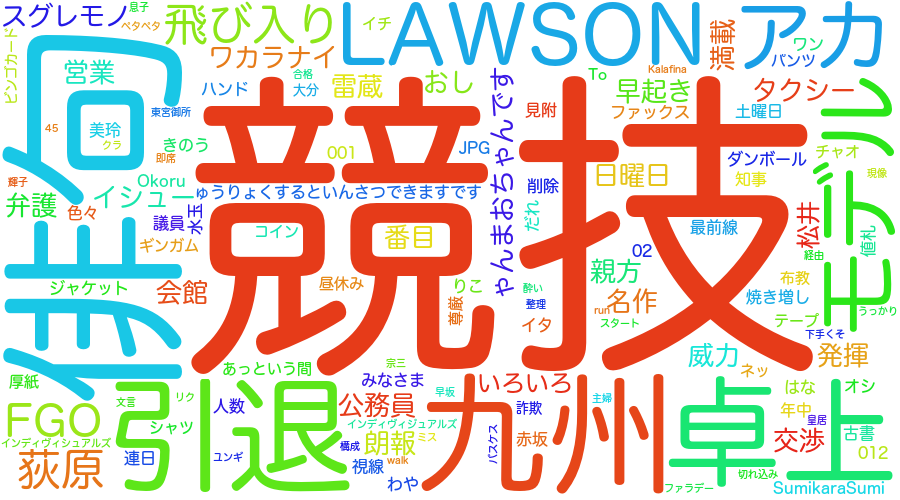 息子
スグレモノ
ペタペタ
飛び入り
LAWSON
アカ
イチ
満載
ワン
パンツ
ビンゴカード
営業
ワカラナイ
Kalafina
合格
To
雷蔵
おし
早起き
タクシー
ハンド
大分
東宮御所
俳句
45
美玲
クラ
きのう
即席
001
JPG
見附
ファックス
土曜日
モデル
競技
ゃんまおちゃんです
ダンボール
チャオ
現像
輝子
Okoru
イシュー
ゅうりょくするといんさつできますです
削除
日曜日
知事
弁護
色々
議員
水玉
コイン
番目
だれ
02
最前線
松井
値札
ギンガム
経由
ジャケット
会館
昼休み
りこ
尊厳
酔い
整理
親方
名作
布教
焼き増し
run
スタート
イタ
テープ
うっかり
下手くそ
威力
発揮
あっという間
宗三
ネッ
厚紙
引退
みなさま
いろいろ
九州
卓上
オシ
はな
文言
リク
人数
早坂
主婦
詐欺
年中
皇居
FGO
シャツ
公務員
インディヴィジュアルズ
古書
インディヴィシュアルズ
朗報
ミス
バスケス
赤坂
交渉
構成
荻原
連日
ユンギ
視線
walk
切れ込み
012
わや
ファラデー
SumikaraSumi